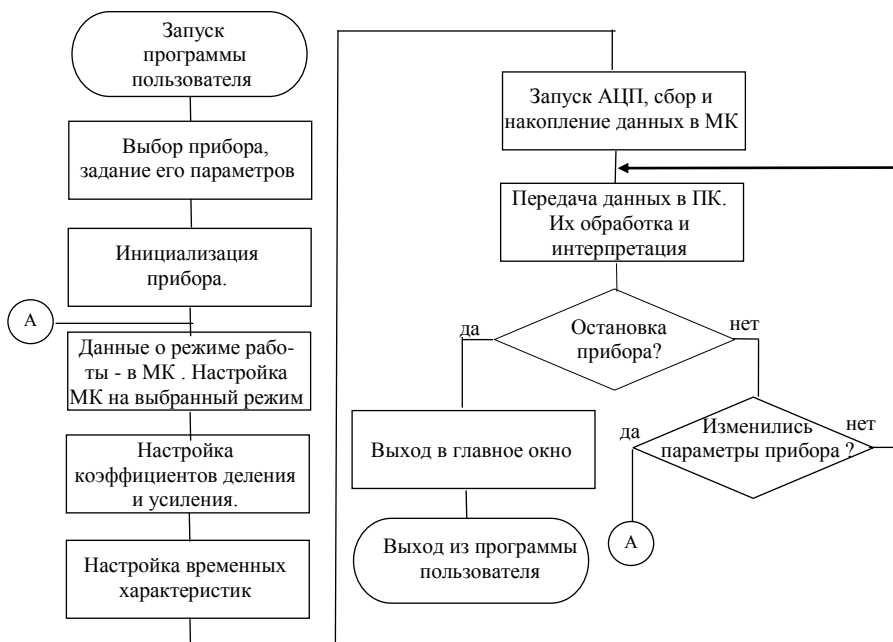 Запуск
программы
пользователя
Выбор прибора,
задание его параметров
Инициализация
прибора.
А
Данные о режиме рабо-
ты - в МК . Настройка
МК на выбранный режим
Настройка
коэффициентов деления
и усиления.
Настройка временных
характеристик
Запуск АЦП, сбор и
накопление данных в МК
Передача данных в ПК.
Их обработка и
интерпретация
да
Остановка
прибора?
нет
Выход в главное окно
Выход из программы
пользователя
да
Изменились
параметры прибора ?
нет
А